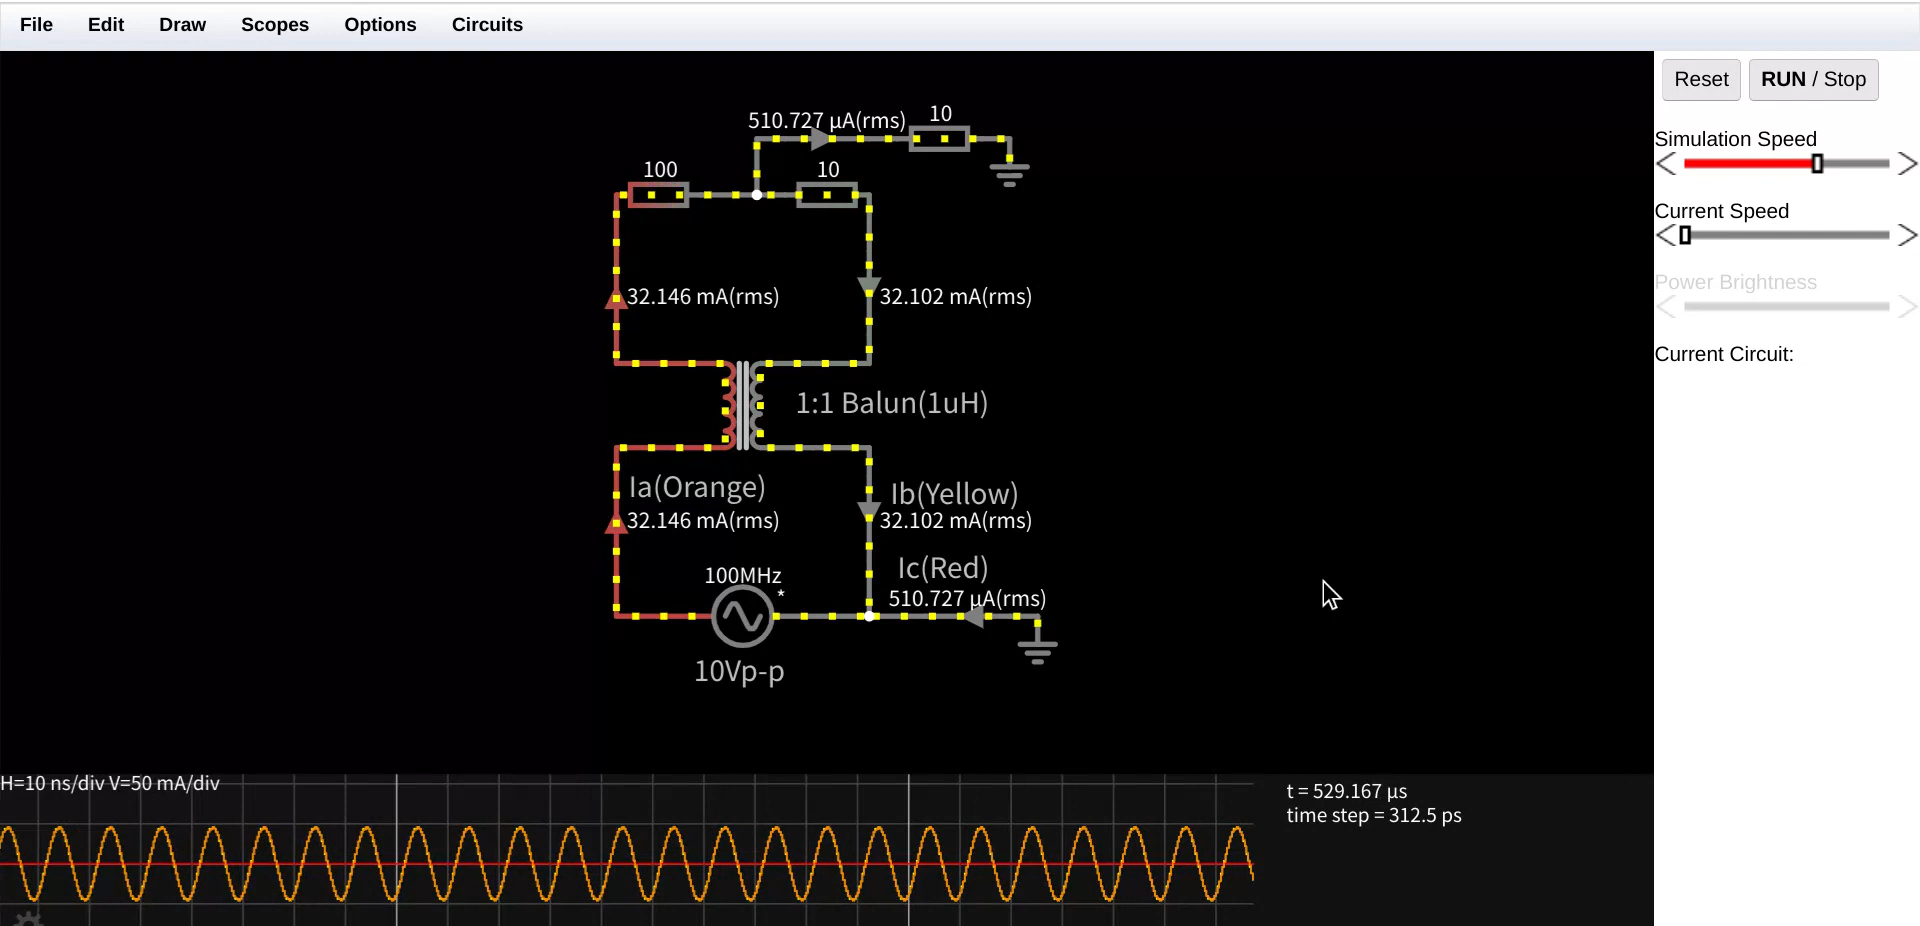 File Edit Draw Scopes Options Circuits
Reset RUN / Stop
Simulation Speed
Current Speed
Power Brightness
Current Circuit:
510.727 µA(rms) 10
100 10
32.146 mA(rms) 32.102 mA(rms)
1:1 Balun(1uH)
Ia(Orange) Ib(Yellow)
32.146 mA(rms) 32.102 mA(rms)
Ic(Red)
100MHz 510.727 µA(rms)
*
10Vp-p
H=10 ns/div V=50 mA/div
t = 529.167 µs
time step = 312.5 ps